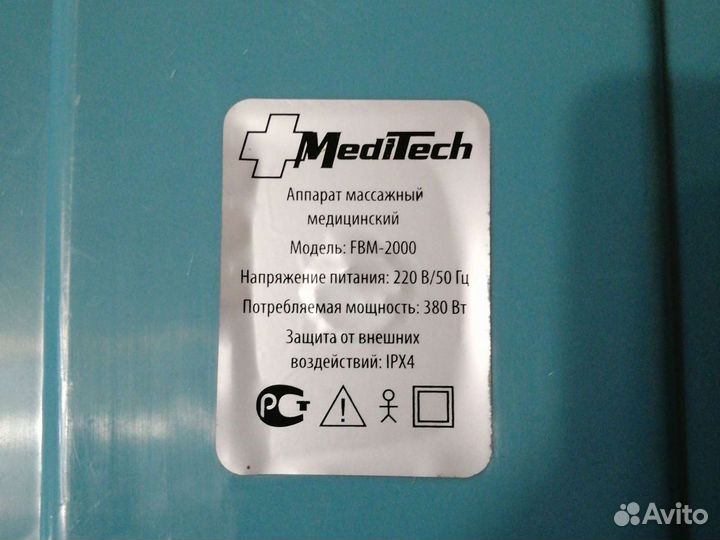 MediTech
Аппарат массажный
медицинский
Модель: FBM-2000
Напряжение питания: 220 В/50 Гц
Потребляемая мощность: 380 Вт
Защита от внешних
воздействий: IPX4
РСТ
Avito